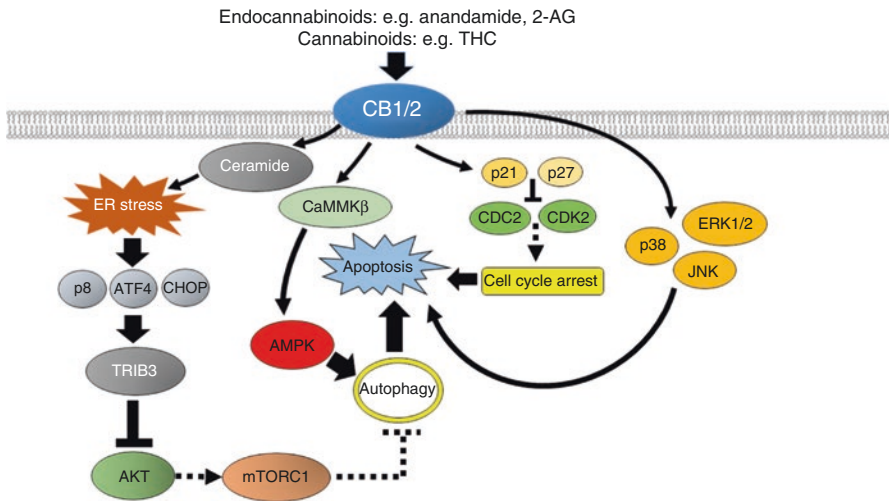 Endocannabinoids: e.g. anandamide, 2-AG
Cannabinoids: e.g. THC
CB1/2
Ceramide
ER stress
CaMMKβ
p21
p27
CDC2
CDK2
ERK1/2
p38
JNK
Apoptosis
Cell cycle arrest
p8
ATF4
CHOP
AMPK
TRIB3
Autophagy
AKT
mTORC1